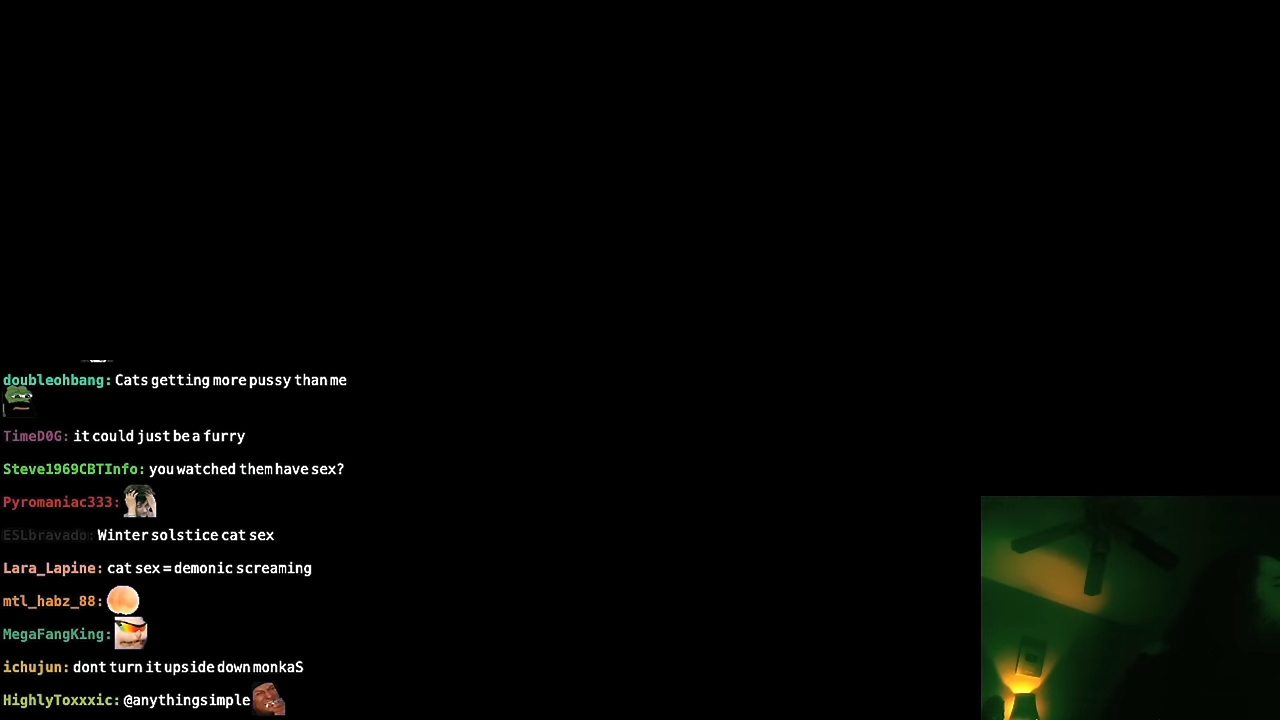 doubleohbang: Cats getting more pussy than me
TimeD0G: it could just be a furry
Steve1969CBTInfo: you watched them have sex?
Pyromaniac333:
ESLbravado: Winter solstice cat sex
Lara_Lapine: cat sex = demonic screaming
mtl_habz_88:
MegaFangKing:
ichujun: dont turn it upside down monkaS
HighlyToxxxic: @anythingsimple